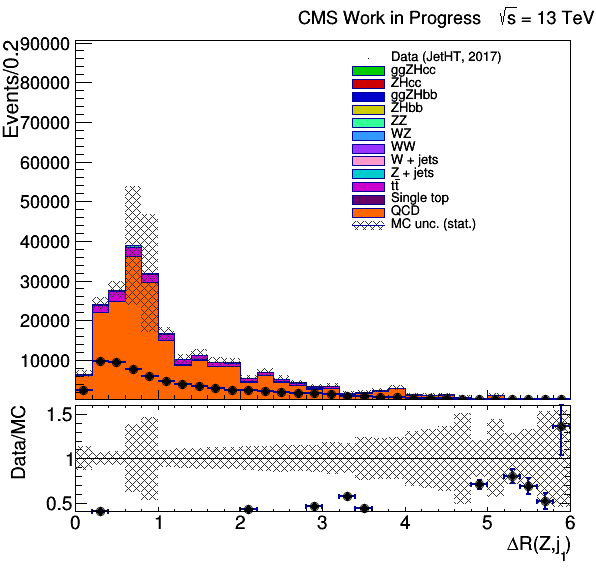 CMS Work in Progress √s = 13 TeV
Events/0.2
90000
80000
70000
60000
50000
40000
30000
20000
10000
Data (JetHT, 2017)
ggZHcc
ZHcc
ggZHbb
ZHbb
ZZ
WZ
WW
W + jets
Z + jets
tt̄
Single top
QCD
MC unc. (stat.)
Data/MC
1.5
1
0.5
0 1 2 3 4 5 6
ΔR(Z,j₁)